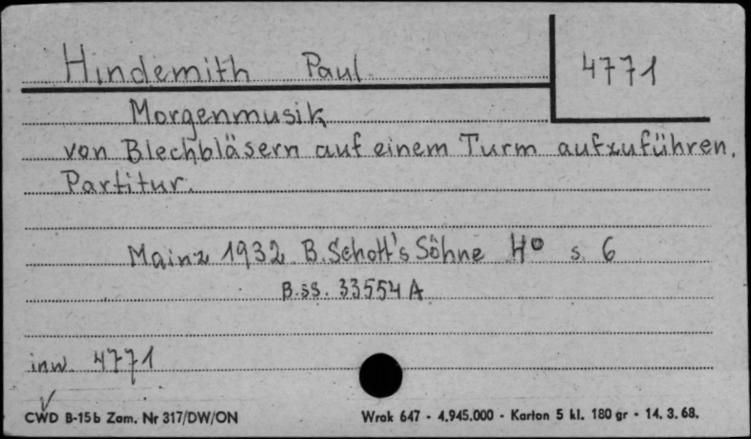 Hindemith Paul 4771
Morgenmusik
von Blechbläsern auf einem Turm aufzuführen.
Partitur.
Mainz 1932 B. Schott's Söhne 4° s. 6
B.ss. 33554 A
inw. 4771
CWD B-15b Zam. Nr 317/DW/ON Wrak 647 - 4.945.000 - Karton 5 kl. 180 gr - 14. 3. 68.